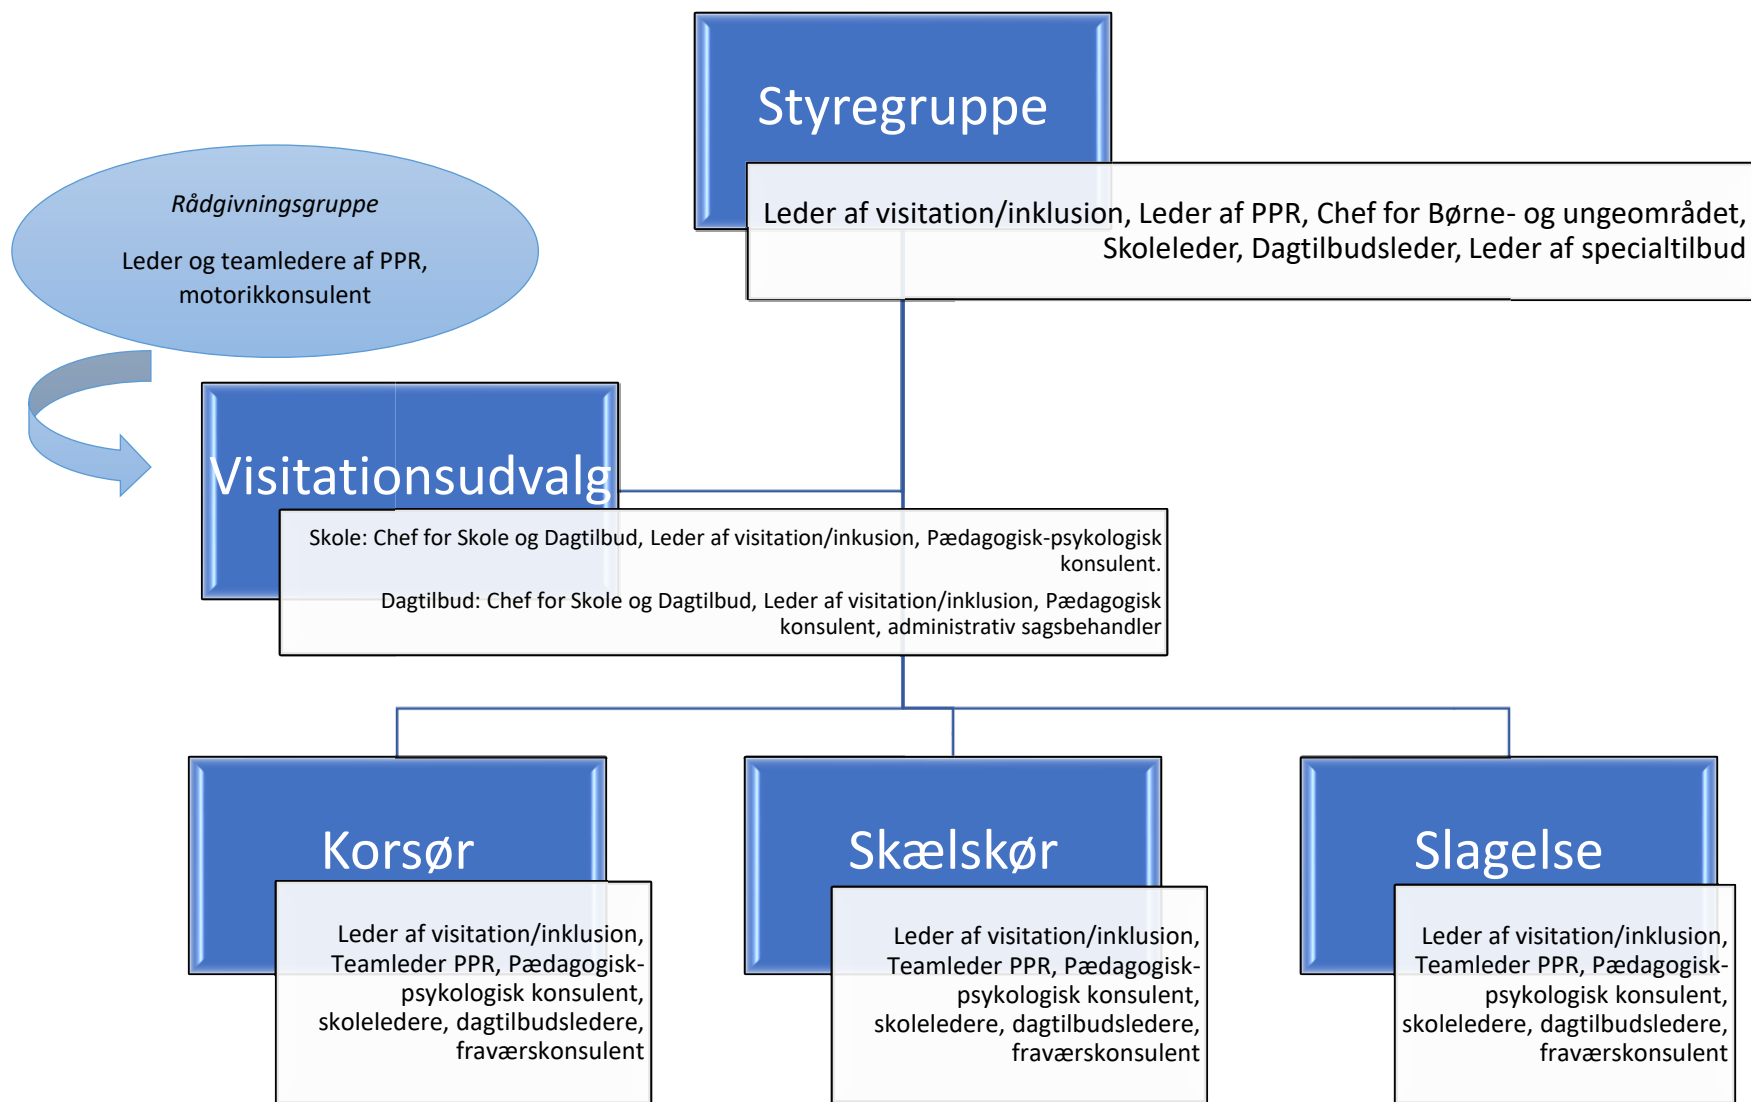 Styregruppe
Leder af visitation/inklusion, Leder af PPR, Chef for Børne- og ungeområdet,
Skoleleder, Dagtilbudsleder, Leder af specialtilbud
Rådgivningsgruppe
Leder og teamledere af PPR,
motorikkonsulent
Visitationsudvalg
Skole: Chef for Skole og Dagtilbud, Leder af visitation/inkusion, Pædagogisk-psykologisk
konsulent.
Dagtilbud: Chef for Skole og Dagtilbud, Leder af visitation/inklusion, Pædagogisk
konsulent, administrativ sagsbehandler
Korsør
Leder af visitation/inklusion,
Teamleder PPR, Pædagogisk-
psykologisk konsulent,
skoleledere, dagtilbudsledere,
fraværskonsulent
Skælskør
Leder af visitation/inklusion,
Teamleder PPR, Pædagogisk-
psykologisk konsulent,
skoleledere, dagtilbudsledere,
fraværskonsulent
Slagelse
Leder af visitation/inklusion,
Teamleder PPR, Pædagogisk-
psykologisk konsulent,
skoleledere, dagtilbudsledere,
fraværskonsulent